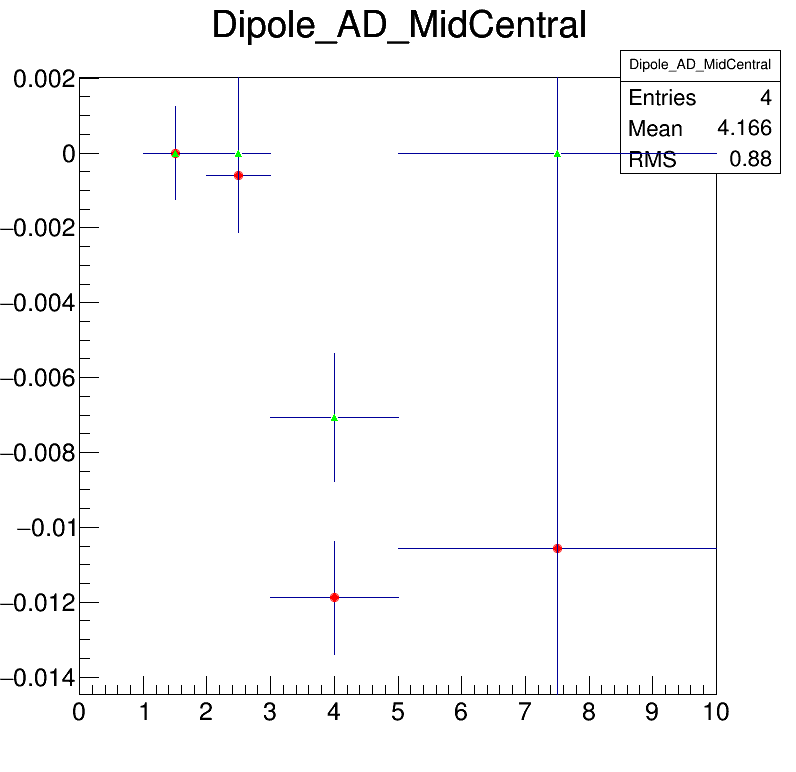 Dipole_AD_MidCentral
Dipole_AD_MidCentral
Entries 4
Mean 4.166
RMS 0.88
0.002
0
−0.002
−0.004
−0.006
−0.008
−0.01
−0.012
−0.014
0 1 2 3 4 5 6 7 8 9 10